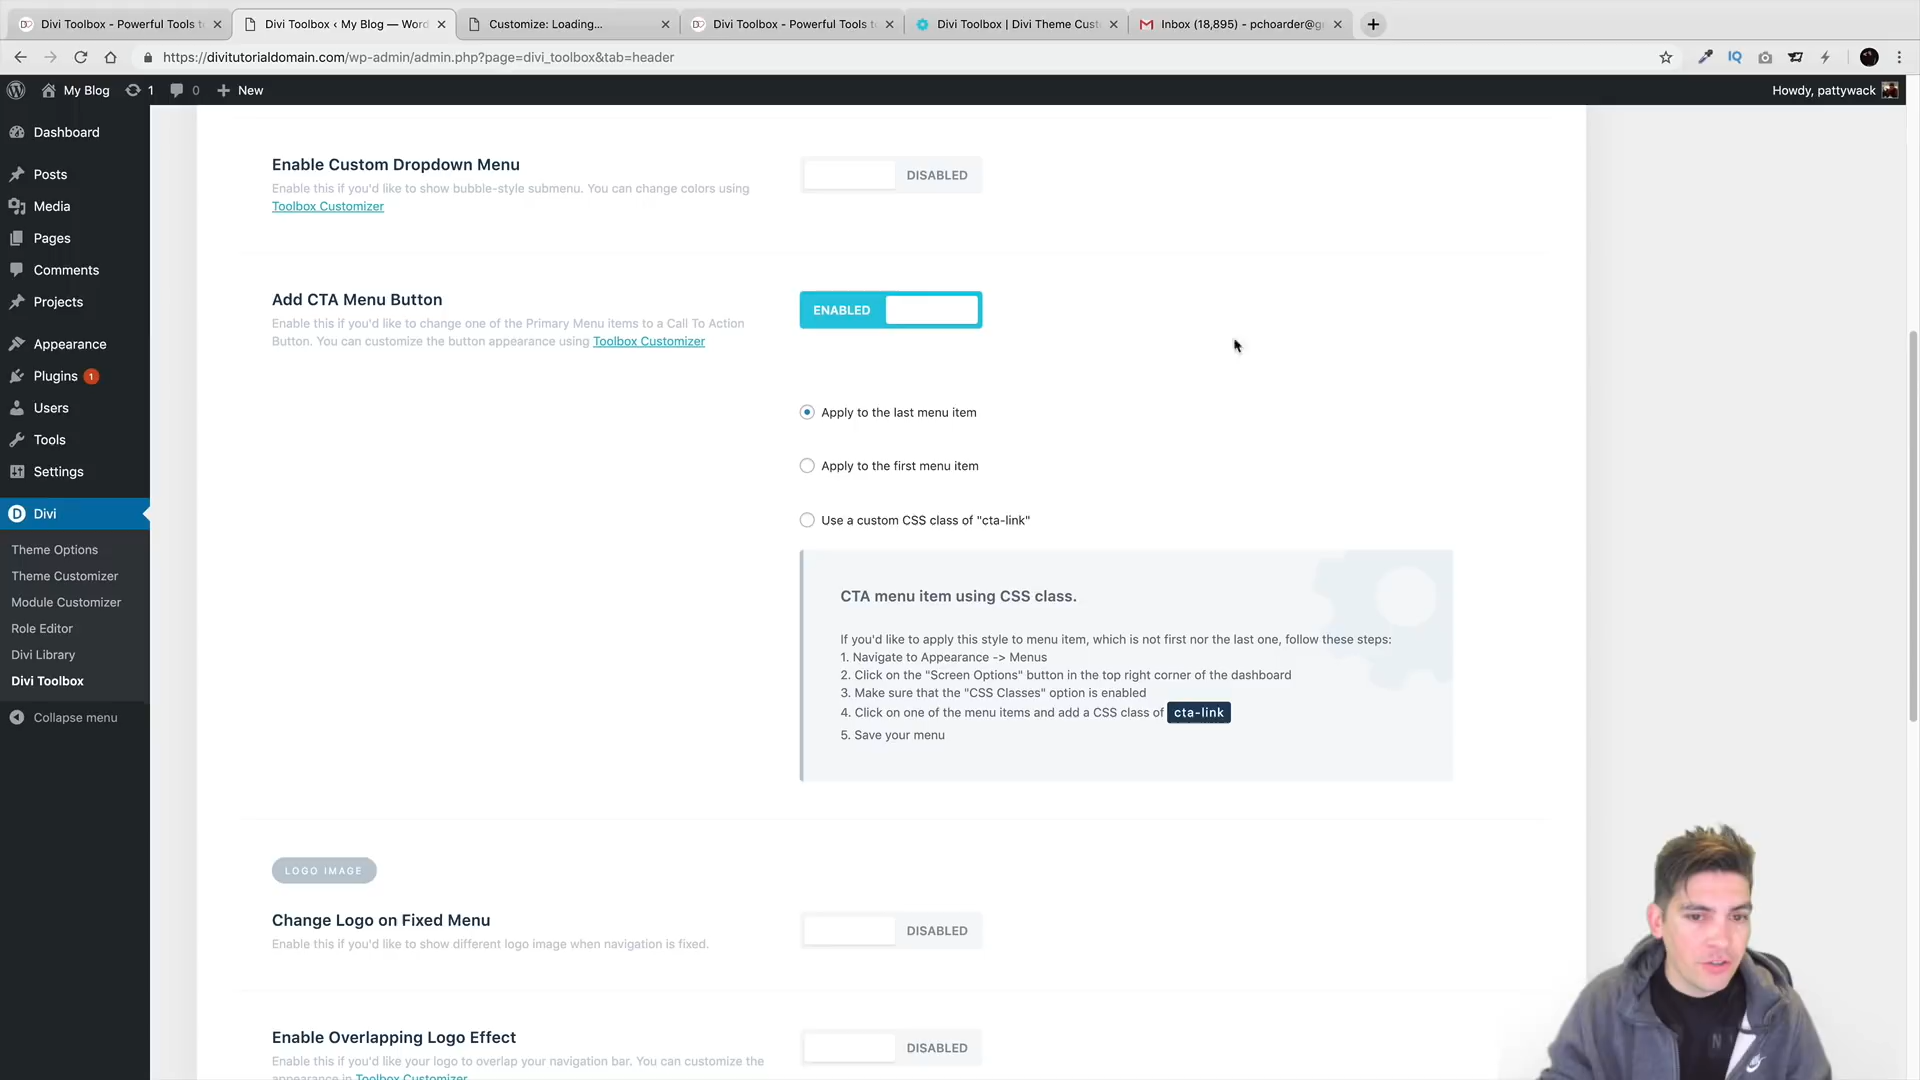 Divi Toolbox - Powerful Tools to
Divi Toolbox ‹ My Blog — Word
Customize: Loading...
Divi Toolbox - Powerful Tools to
Divi Toolbox | Divi Theme Cust
Inbox (18,895) - pchoarder@g
https://divitutorialdomain.com/wp-admin/admin.php?page=divi_toolbox&tab=header
My Blog
1
0
New
Howdy, pattywack
Dashboard
Posts
Media
Pages
Comments
Projects
Appearance
Plugins 1
Users
Tools
Settings
Divi
Theme Options
Theme Customizer
Module Customizer
Role Editor
Divi Library
Divi Toolbox
Collapse menu
Enable Custom Dropdown Menu
Enable this if you'd like to show bubble-style submenu. You can change colors using
Toolbox Customizer
DISABLED
Add CTA Menu Button
Enable this if you'd like to change one of the Primary Menu items to a Call To Action
Button. You can customize the button appearance using Toolbox Customizer
ENABLED
Apply to the last menu item
Apply to the first menu item
Use a custom CSS class of "cta-link"
CTA menu item using CSS class.
If you'd like to apply this style to menu item, which is not first nor the last one, follow these steps:
1. Navigate to Appearance -> Menus
2. Click on the "Screen Options" button in the top right corner of the dashboard
3. Make sure that the "CSS Classes" option is enabled
4. Click on one of the menu items and add a CSS class of cta-link
5. Save your menu
LOGO IMAGE
Change Logo on Fixed Menu
Enable this if you'd like to show different logo image when navigation is fixed.
DISABLED
Enable Overlapping Logo Effect
Enable this if you'd like your logo to overlap your navigation bar. You can customize the
appearance in Toolbox Customizer
DISABLED